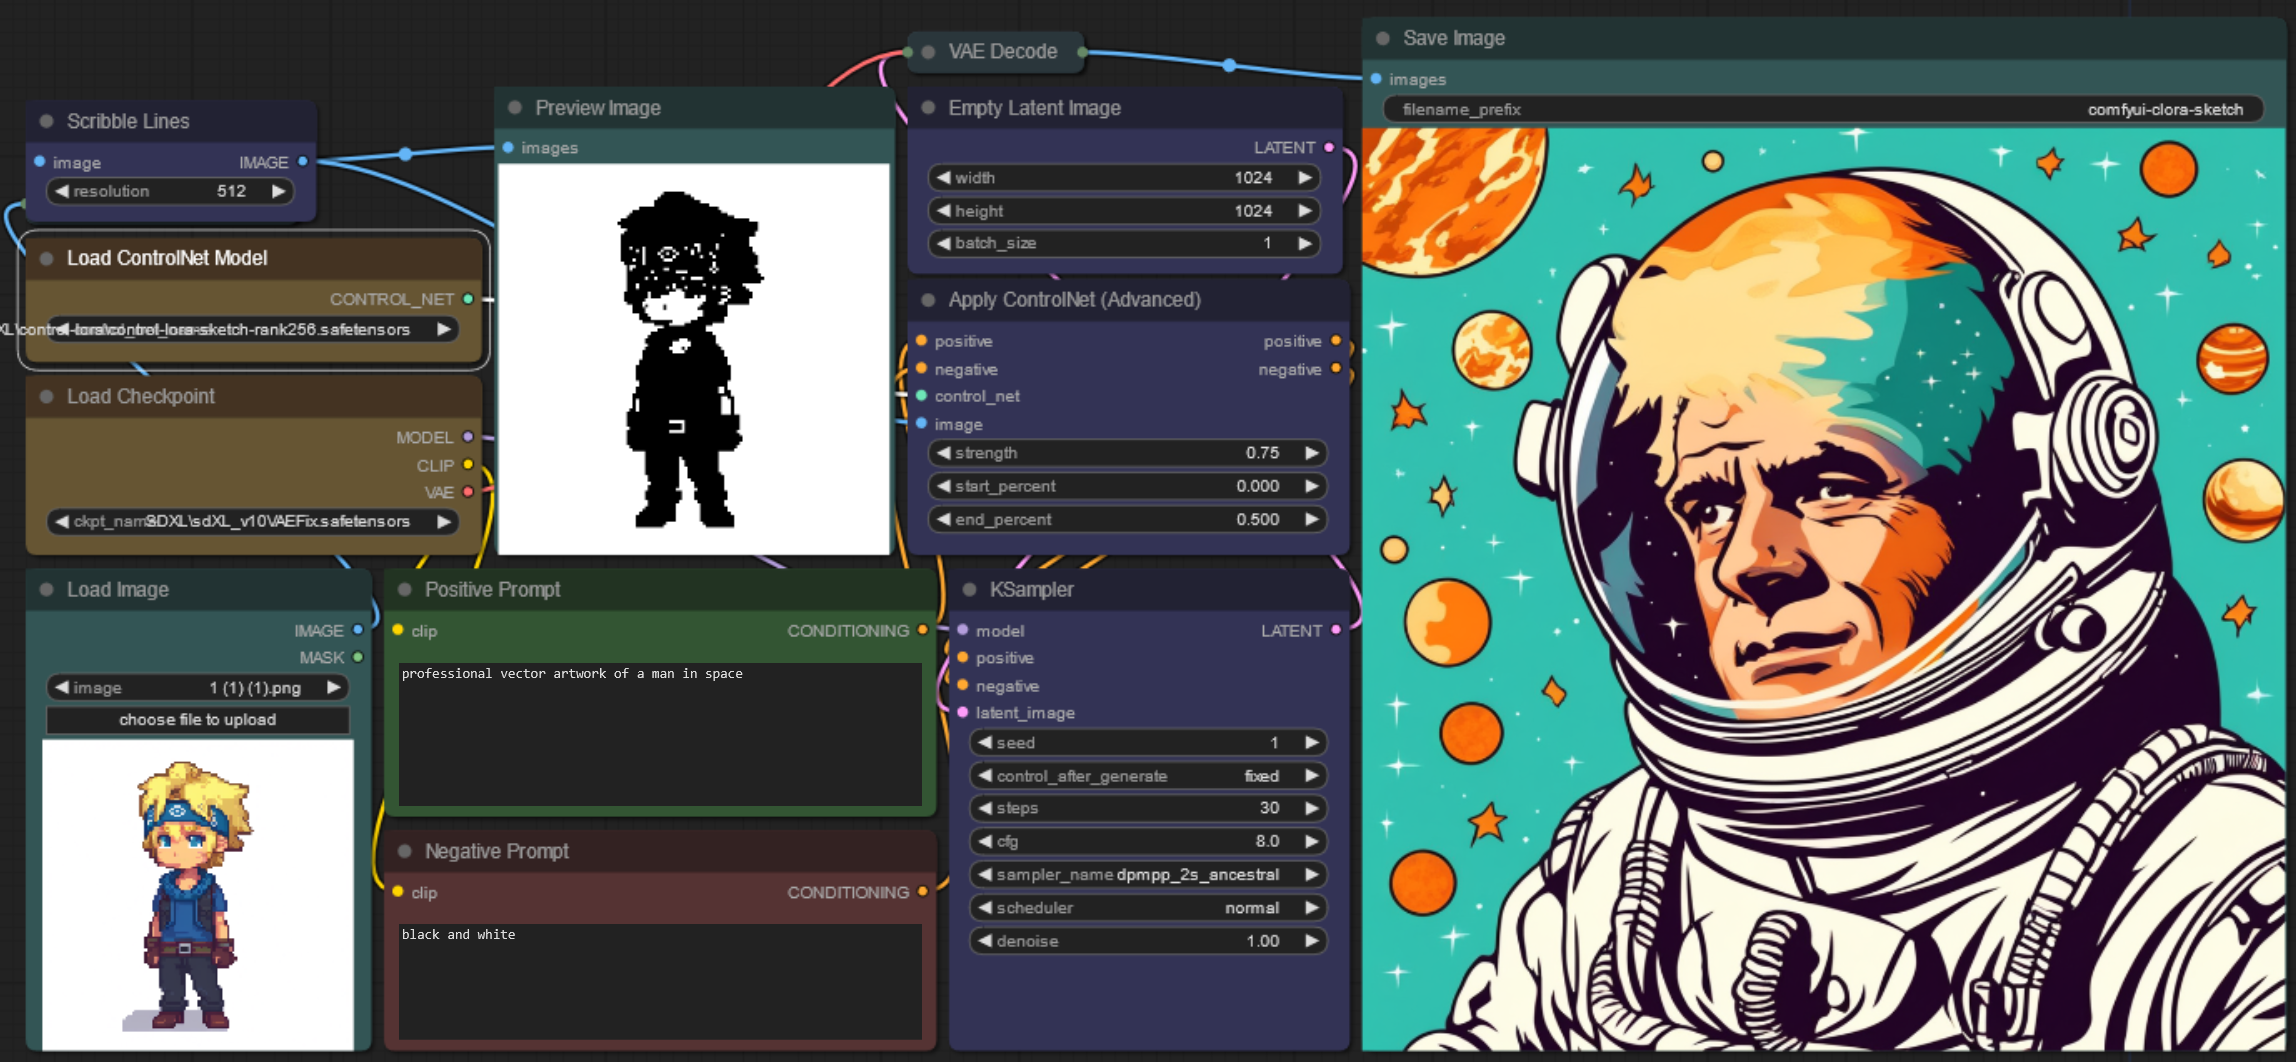 Scribble Lines
image IMAGE
resolution 512
Load ControlNet Model
CONTROL_NET
control-lora-sketch-rank256.safetensors
Load Checkpoint
MODEL
CLIP
VAE
SDXL\sdXL_v10VAEFix.safetensors
Load Image
IMAGE
MASK
image 1 (1) (1).png
choose file to upload
Preview Image
images
Positive Prompt
clip CONDITIONING
professional vector artwork of a man in space
Negative Prompt
clip CONDITIONING
black and white
VAE Decode
Empty Latent Image
LATENT
width 1024
height 1024
batch_size 1
Apply ControlNet (Advanced)
positive positive
negative negative
control_net
image
strength 0.75
start_percent 0.000
end_percent 0.500
KSampler
model LATENT
positive
negative
latent_image
seed 1
control_after_generate fixed
steps 30
cfg 8.0
sampler_name dpmpp_2s_ancestral
scheduler normal
denoise 1.00
Save Image
images
filename_prefix comfyui-clora-sketch